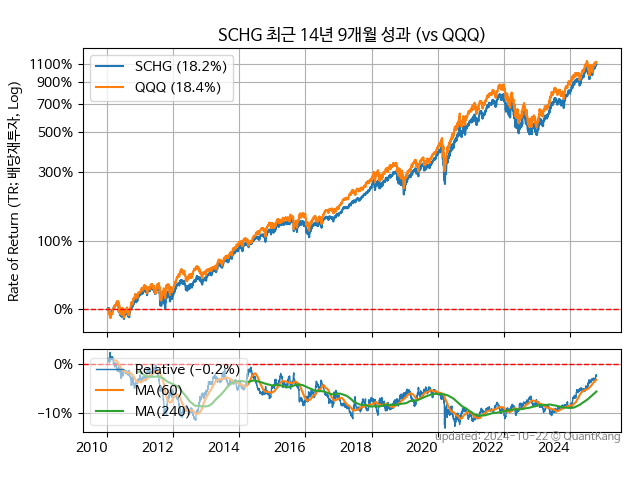 SCHG 최근 14년 9개월 성과 (vs QQQ)
Rate of Return (TR; 배당재투자, Log)
1100%
900%
700%
500%
300%
100%
0%
SCHG (18.2%)
QQQ (18.4%)
0%
−10%
Relative (−0.2%)
MA(60)
MA(240)
2010 2012 2014 2016 2018 2020 2022 2024
Updated: 2024-10-22 © QuantKang